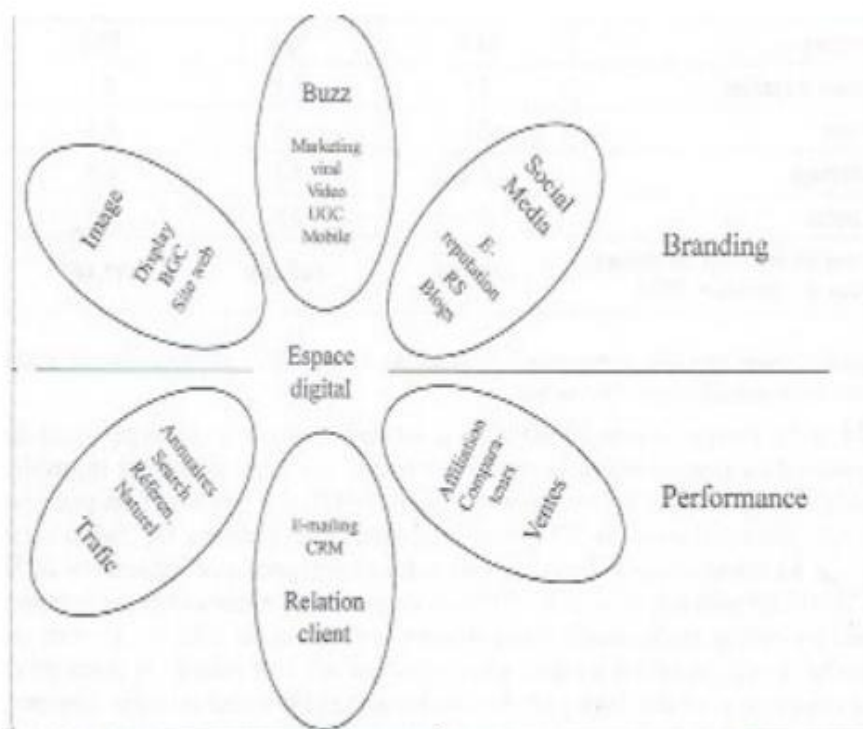 Buzz
Marketing
viral
Video
UGC
Mobile
Image
Display
BGC
Site web
Social
Media
E.
reputation
RS
Blogs
Branding
Espace
digital
Annuaires
Search
Référen.
Naturel
Trafic
E-mailing
CRM
Relation
client
Affiliation
Compara-
teurs
Ventes
Performance